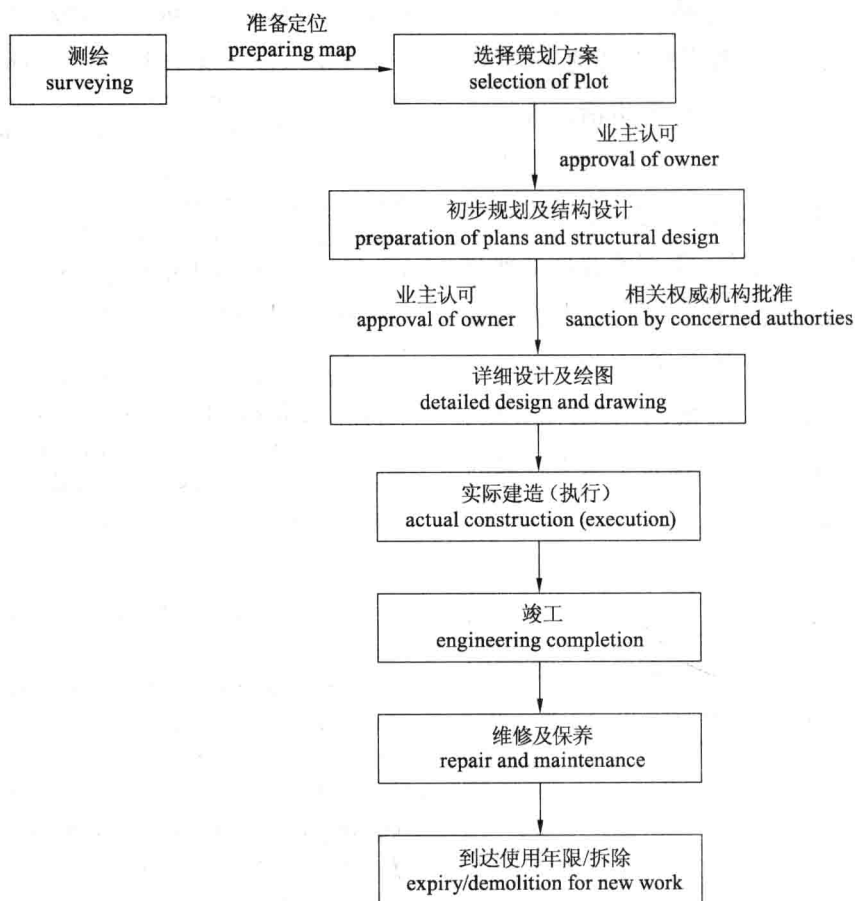 测绘
surveying
准备定位
preparing map
选择策划方案
selection of Plot
业主认可
approval of owner
初步规划及结构设计
preparation of plans and structural design
业主认可
approval of owner
相关权威机构批准
sanction by concerned authorties
详细设计及绘图
detailed design and drawing
实际建造（执行）
actual construction (execution)
竣工
engineering completion
维修及保养
repair and maintenance
到达使用年限/拆除
expiry/demolition for new work